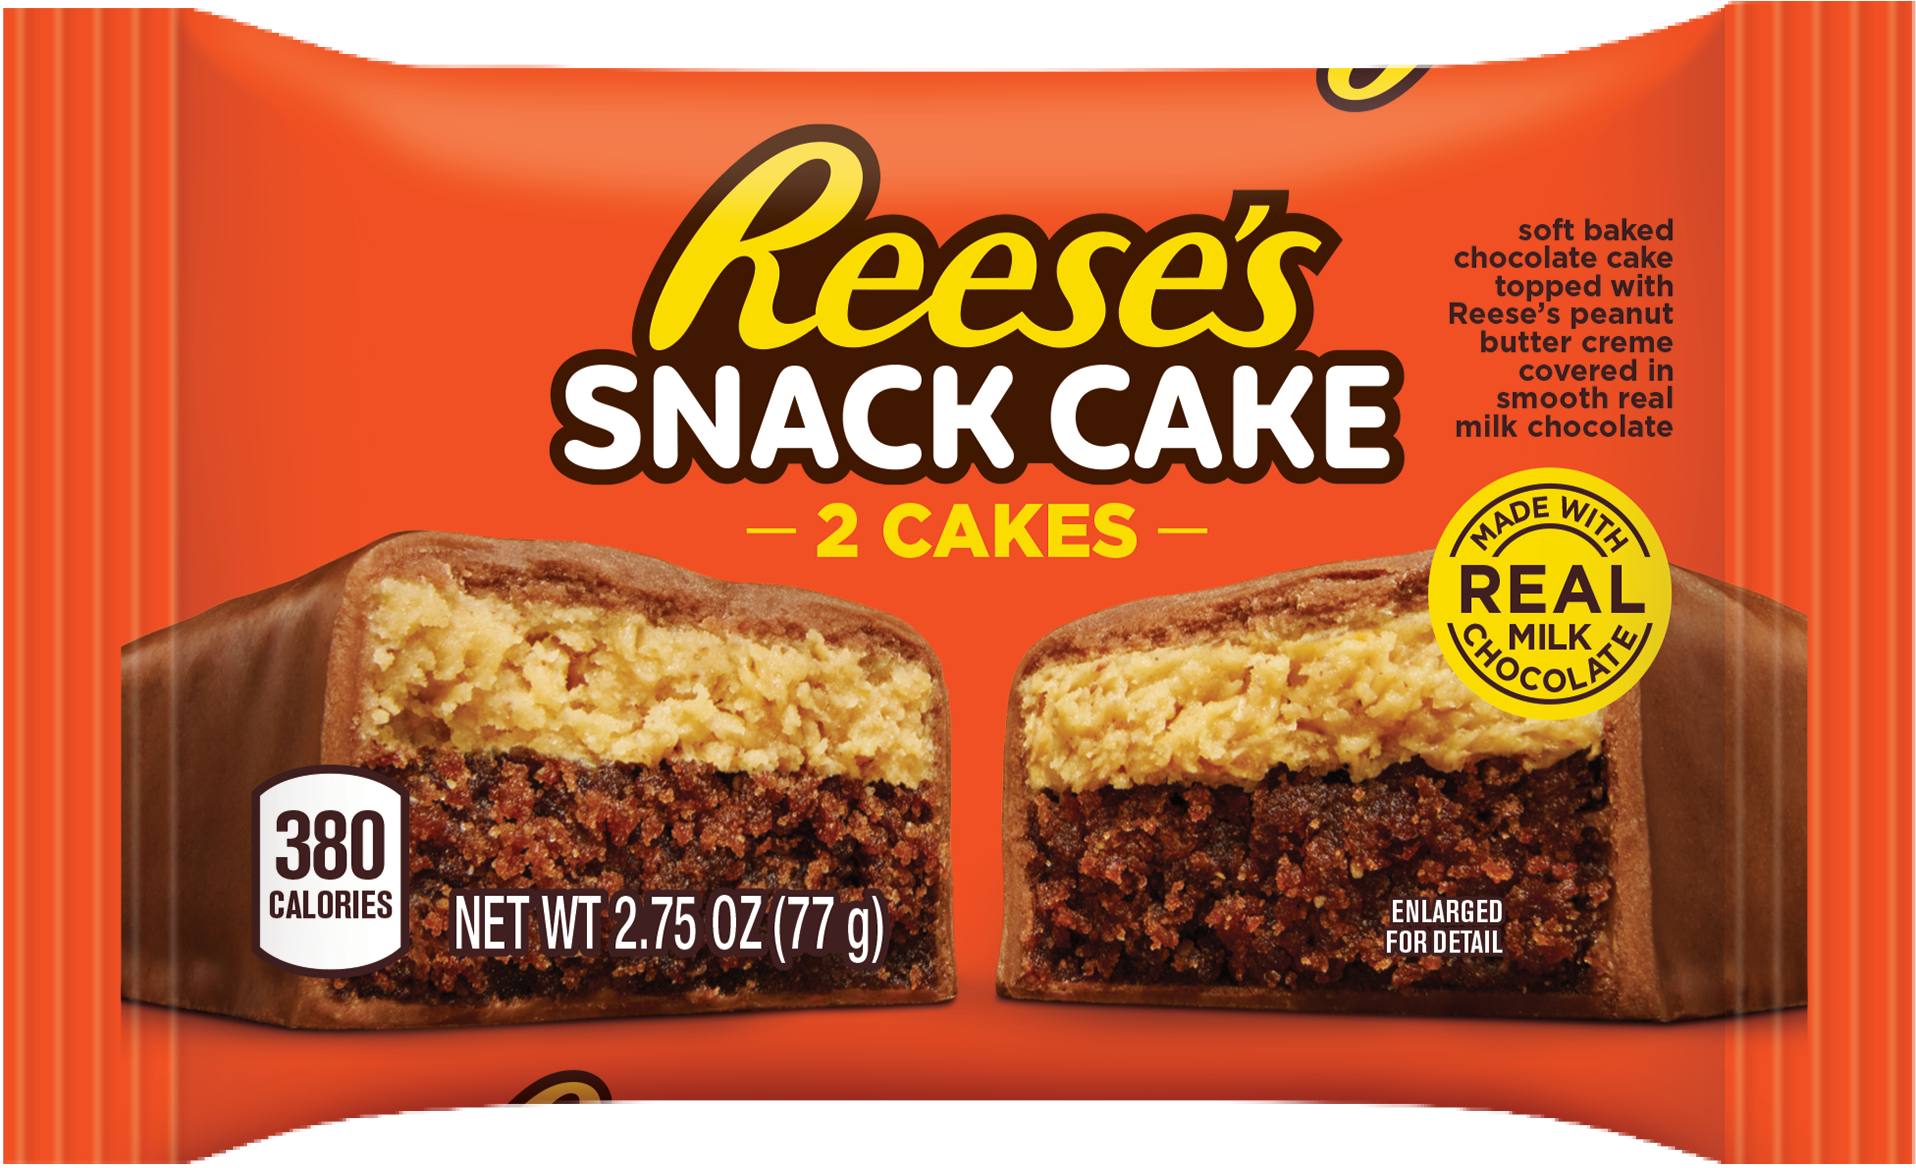 Reese's
SNACK CAKE
– 2 CAKES –
soft baked
chocolate cake
topped with
Reese's peanut
butter creme
covered in
smooth real
milk chocolate
MADE WITH
REAL
MILK
CHOCOLATE
380
CALORIES
NET WT 2.75 OZ (77 g)
ENLARGED
FOR DETAIL